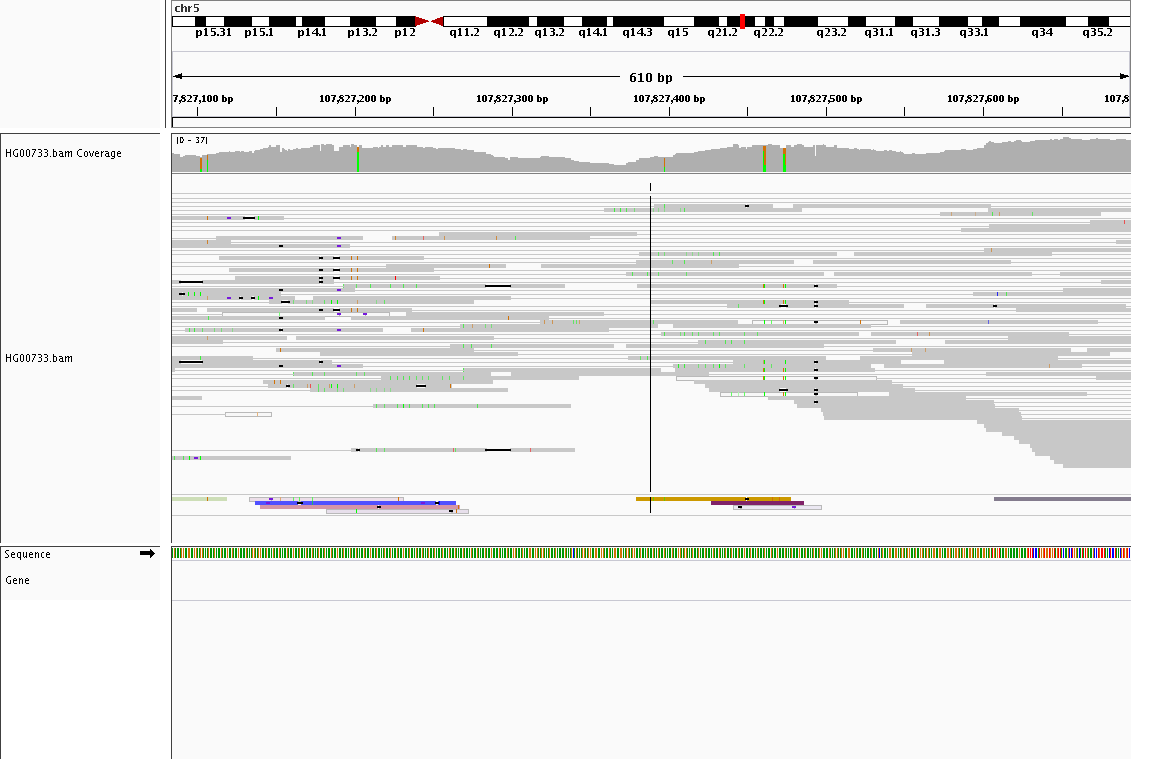 chr5
p15.31 p15.1 p14.1 p13.2 p12 q11.2 q12.2 q13.2 q14.1 q14.3 q15 q21.2 q22.2 q23.2 q31.1 q31.3 q33.1 q34 q35.2
610 bp
7,827,100 bp 107,827,200 bp 107,827,300 bp 107,827,400 bp 107,827,500 bp 107,827,600 bp 107,8
[0 - 37]
HG00733.bam Coverage
HG00733.bam
Sequence
Gene